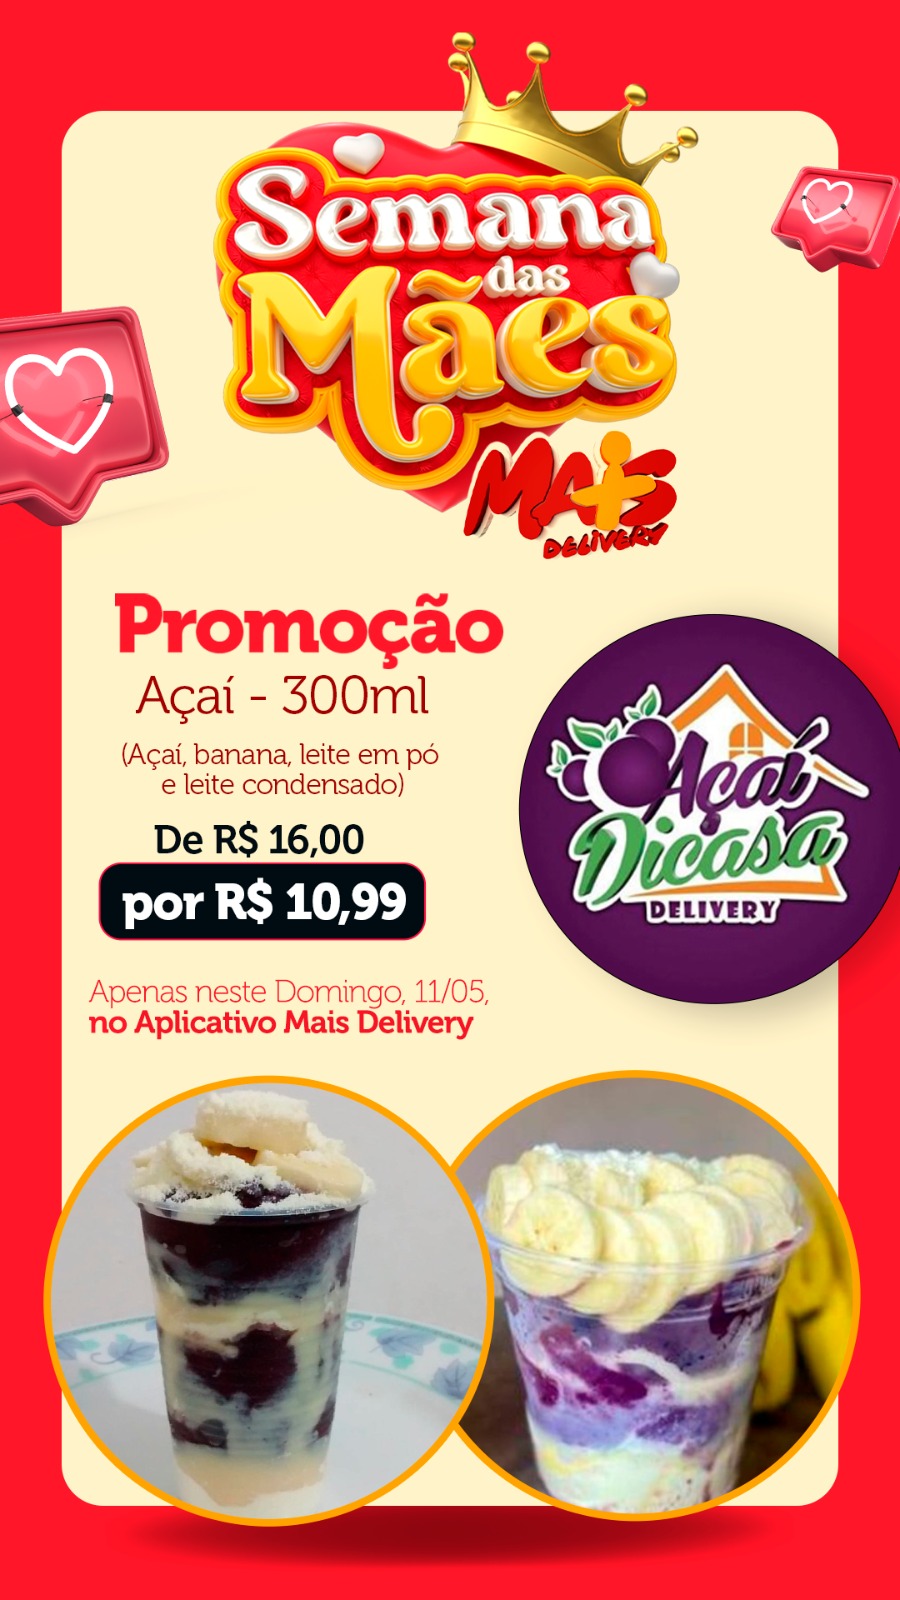 Semana
das
Mães
MAIS
DELIVERY
Promoção
Açaí - 300ml
(Açaí, banana, leite em pó
e leite condensado)
De R$ 16,00
por R$ 10,99
Açaí
Dicasa
DELIVERY
Apenas neste Domingo, 11/05,
no Aplicativo Mais Delivery